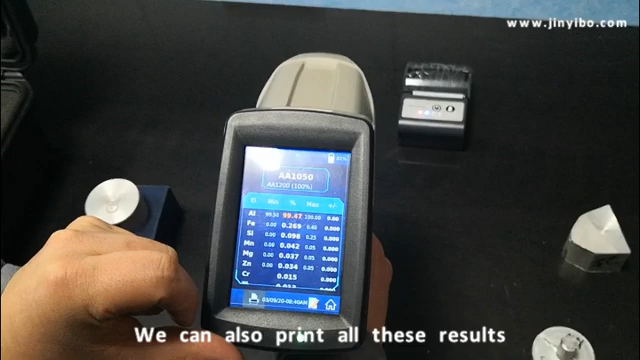 www.jinyibo.com
81%
AA1050
AA1200 (100%)
El Min % Max +/-
Al 99.50 99.47 100.00 0.00
Fe 0.00 0.269 0.40 0.000
Si 0.00 0.096 0.25 0.000
Mn 0.00 0.042 0.05 0.000
Mg 0.00 0.037 0.05 0.000
Zn 0.00 0.034 0.05 0.000
Cr 0.015 0.000
03/09/20-08:40AM
We can also print all these results